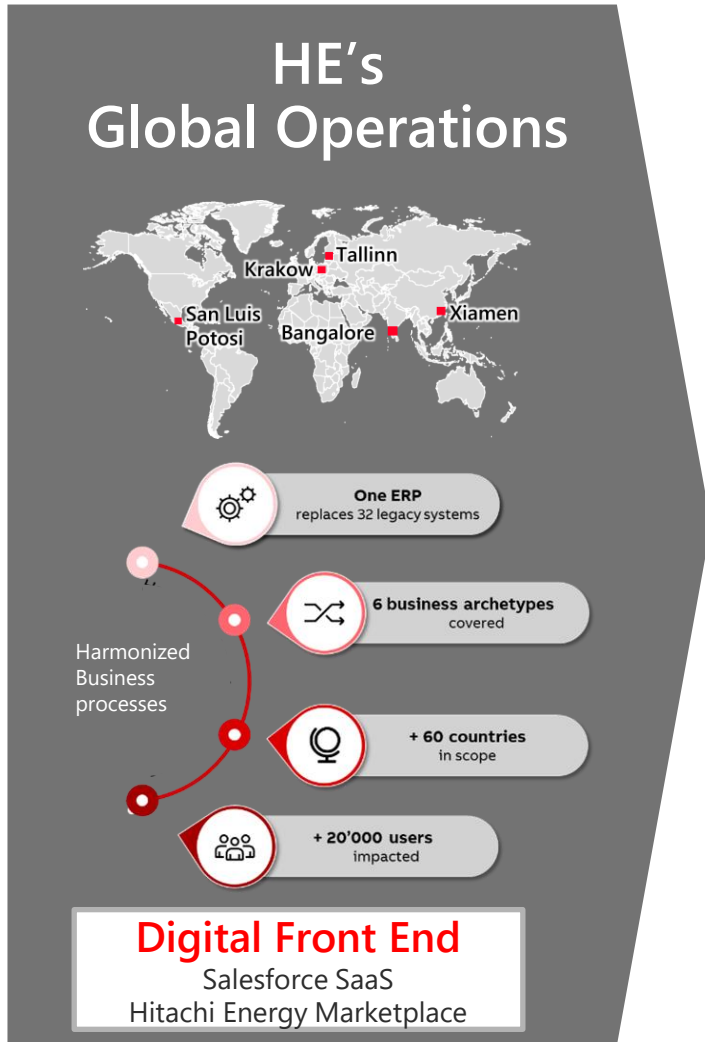 HE’s
Global Operations
Tallinn
Krakow
San Luis
Potosi
Bangalore
Xiamen
One ERP
replaces 32 legacy systems
6 business archetypes
covered
Harmonized
Business
processes
+ 60 countries
in scope
+ 20’000 users
impacted
Digital Front End
Salesforce SaaS
Hitachi Energy Marketplace